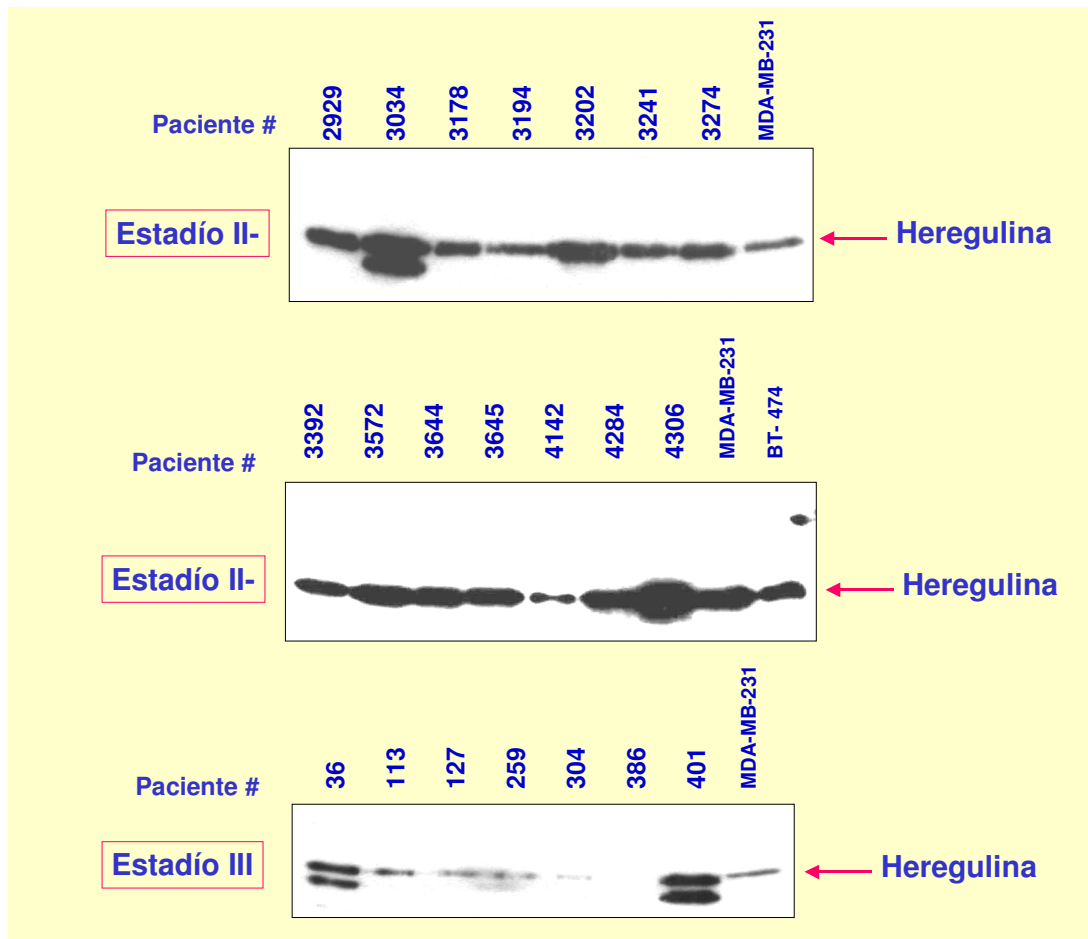 Paciente # 2929 3034 3178 3194 3202 3241 3274 MDA-MB-231
Estadío II-
Heregulina
Paciente # 3392 3572 3644 3645 4142 4284 4306 MDA-MB-231 BT- 474
Estadío II-
Heregulina
Paciente # 36 113 127 259 304 386 401 MDA-MB-231
Estadío III
Heregulina